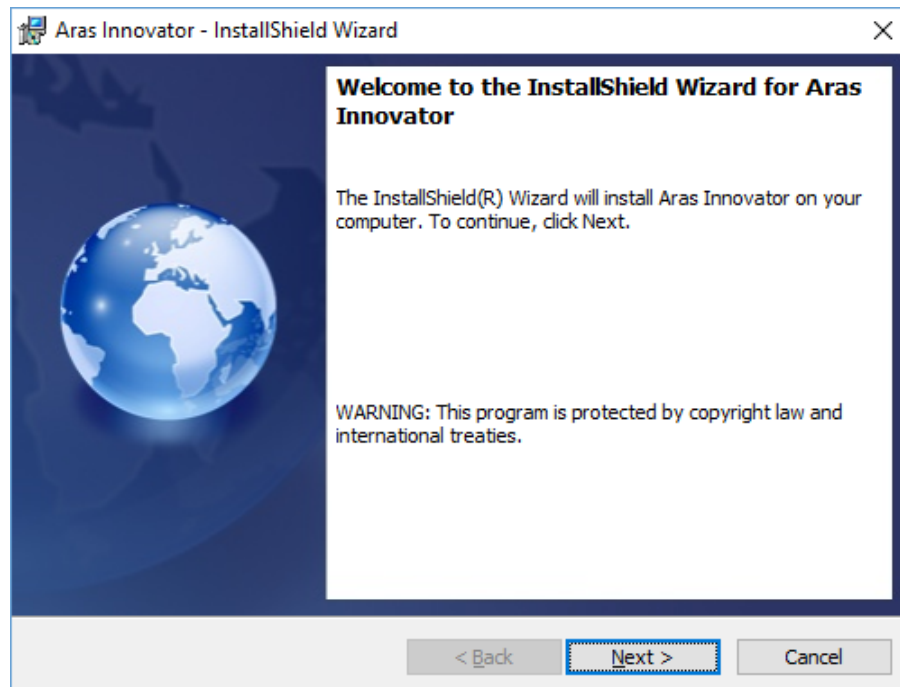 Aras Innovator - InstallShield Wizard
Welcome to the InstallShield Wizard for Aras
Innovator
The InstallShield(R) Wizard will install Aras Innovator on your
computer. To continue, click Next.
WARNING: This program is protected by copyright law and
international treaties.
< Back
Next >
Cancel